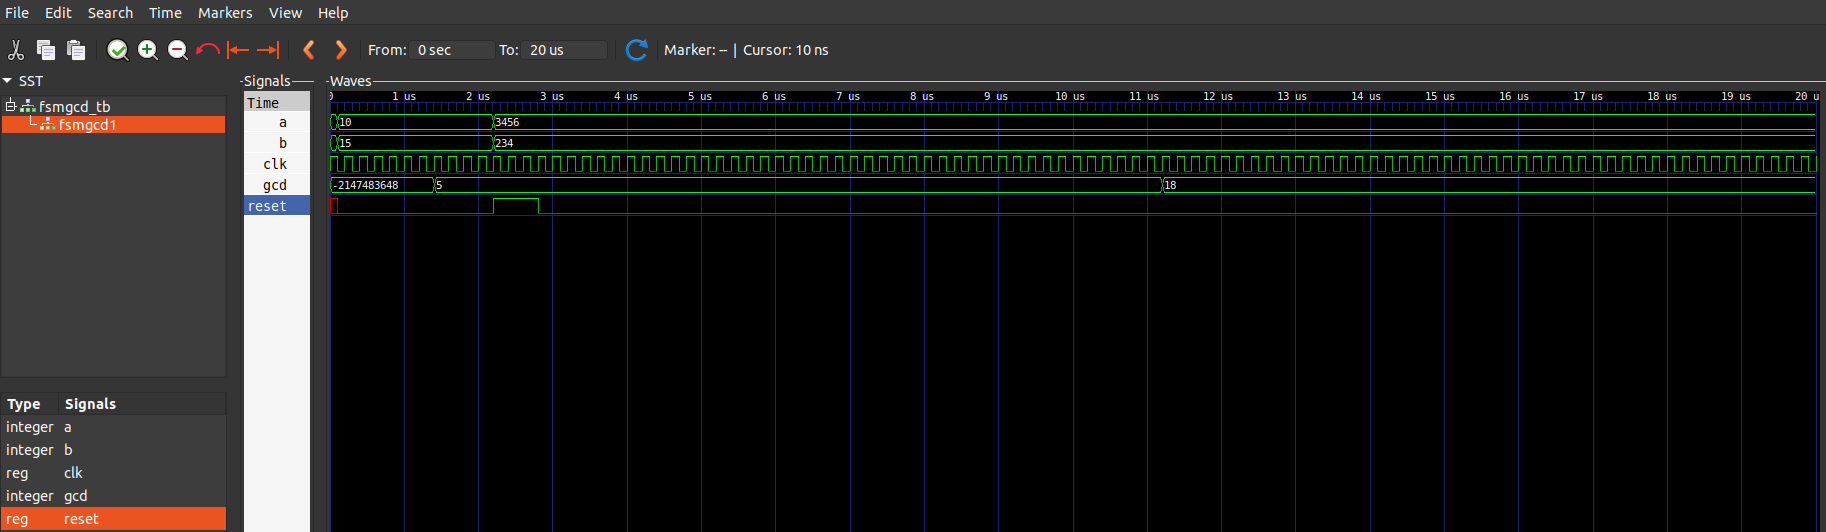 File Edit Search Time Markers View Help
From: 0 sec To: 20 us Marker: -- | Cursor: 10 ns
SST
fsmgcd_tb
fsmgcd1
Type Signals
integer a
integer b
reg clk
integer gcd
reg reset
Signals
Time
a
b
clk
gcd
reset
Waves
0 1 us 2 us 3 us 4 us 5 us 6 us 7 us 8 us 9 us 10 us 11 us 12 us 13 us 14 us 15 us 16 us 17 us 18 us 19 us 20 u
10 3456
15 234
-2147483648 5 18